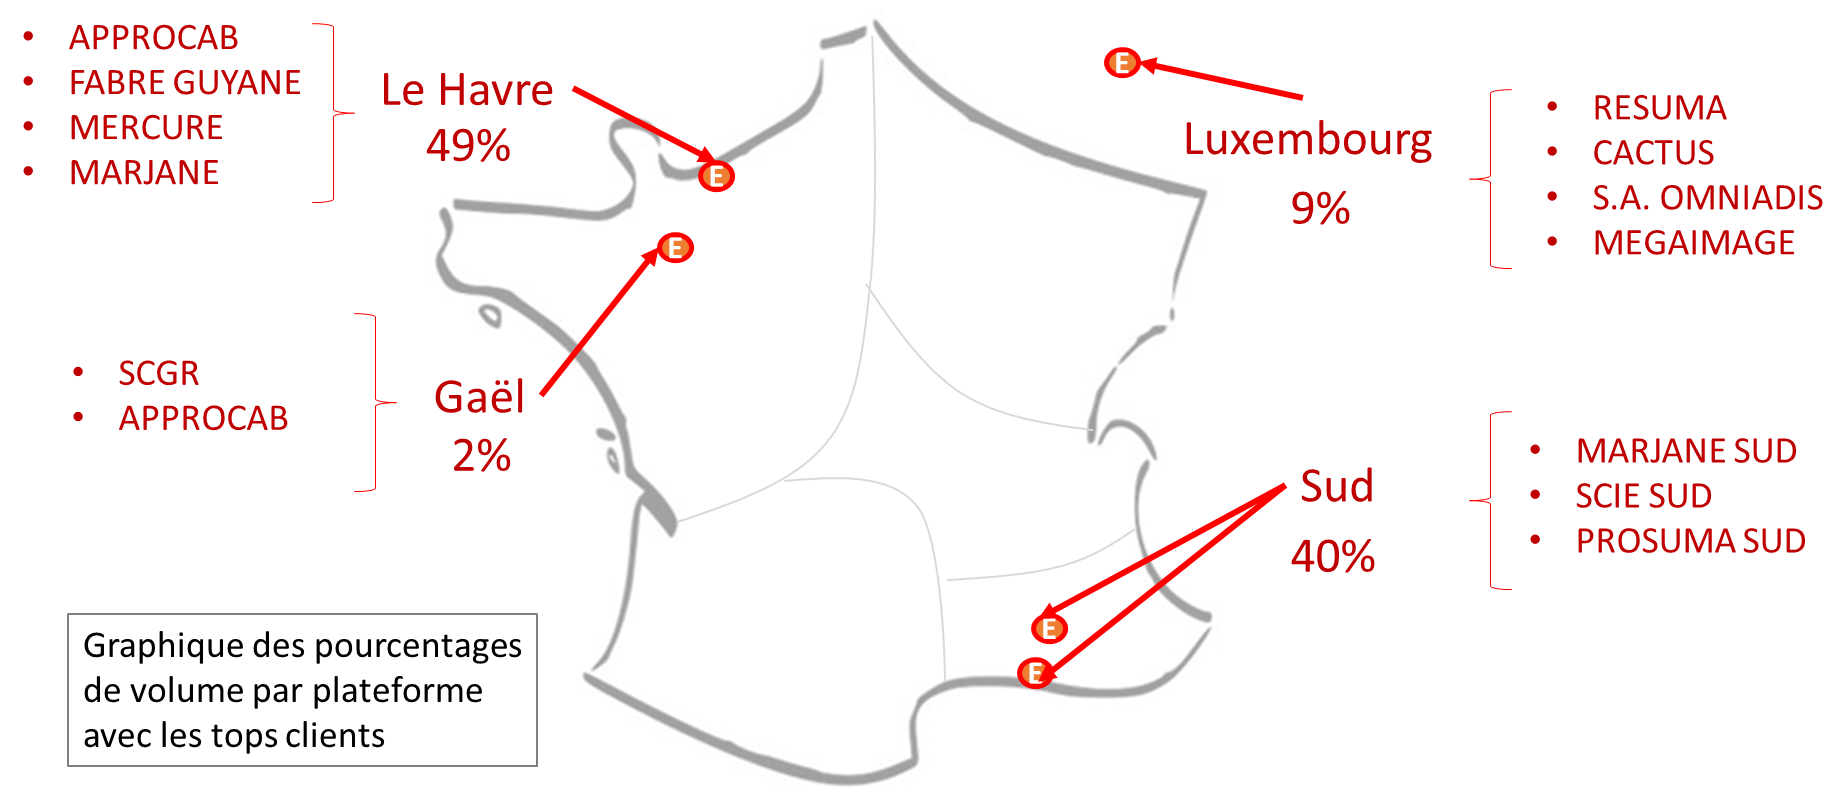 • APPROCAB
• FABRE GUYANE
• MERCURE
• MARJANE
Le Havre
49%
E
E
Luxembourg
9%
E
• RESUMA
• CACTUS
• S.A. OMNIADIS
• MEGAIMAGE
• SCGR
• APPROCAB
Gaël
2%
Sud
40%
• MARJANE SUD
• SCIE SUD
• PROSUMA SUD
E
E
Graphique des pourcentages
de volume par plateforme
avec les tops clients